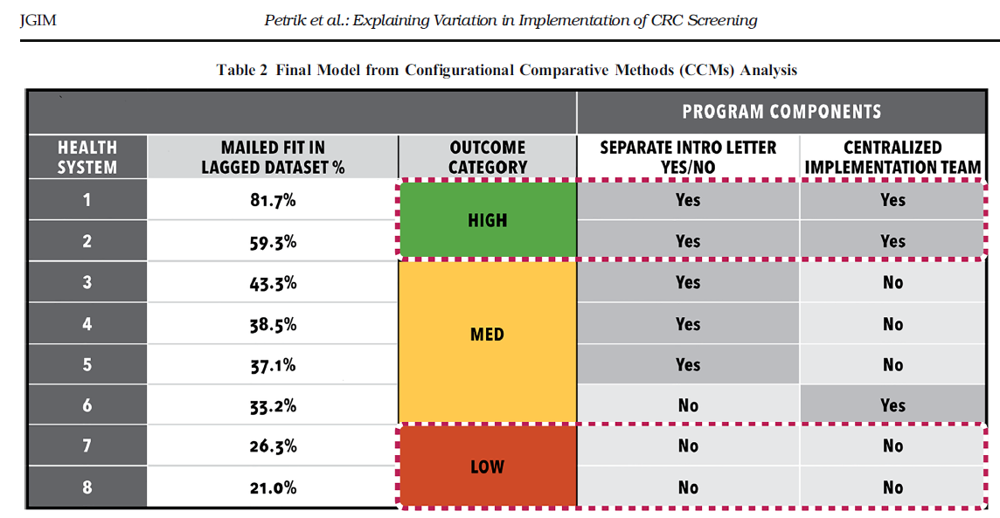 JGIM Petrik et al.: Explaining Variation in Implementation of CRC Screening
Table 2 Final Model from Configurational Comparative Methods (CCMs) Analysis
PROGRAM COMPONENTS
HEALTH SYSTEM MAILED FIT IN LAGGED DATASET % OUTCOME CATEGORY SEPARATE INTRO LETTER YES/NO CENTRALIZED IMPLEMENTATION TEAM
1 81.7% HIGH Yes Yes
2 59.3% Yes Yes
3 43.3% MED Yes No
4 38.5% Yes No
5 37.1% Yes No
6 33.2% No Yes
7 26.3% LOW No No
8 21.0% No No